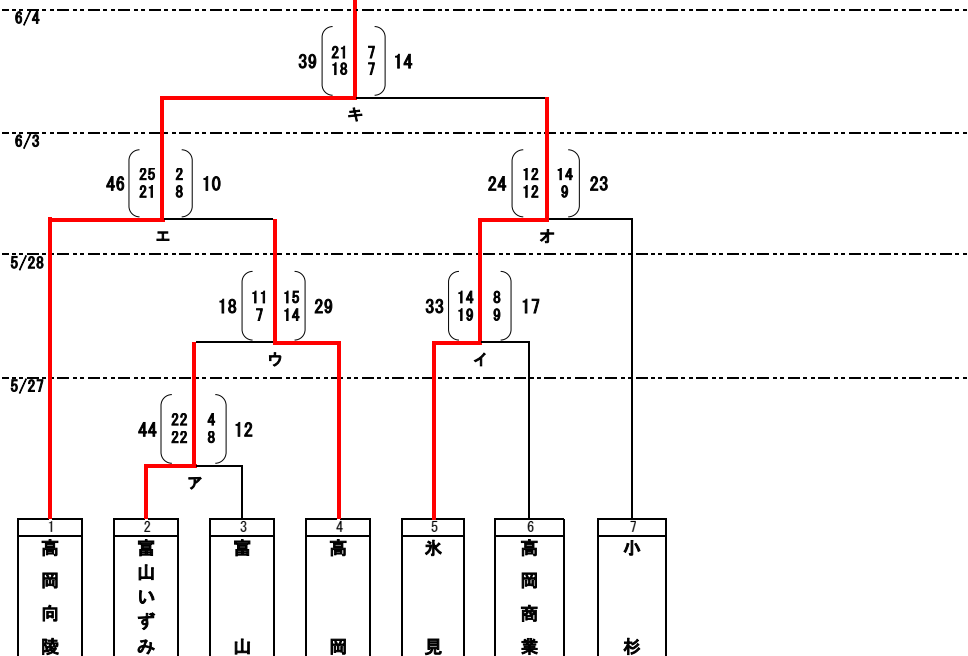 6/4
39 21 7 14
18 7
キ
6/3
46 25 2 10
21 8
24 12 14 23
12 9
エ
オ
5/28
18 11 15 29
7 14
33 14 8 17
19 9
ウ
イ
5/27
44 22 4 12
22 8
ア
1 2 3 4 5 6 7
高岡向陵
富山いずみ
富山
高岡
氷見
高岡商業
小杉